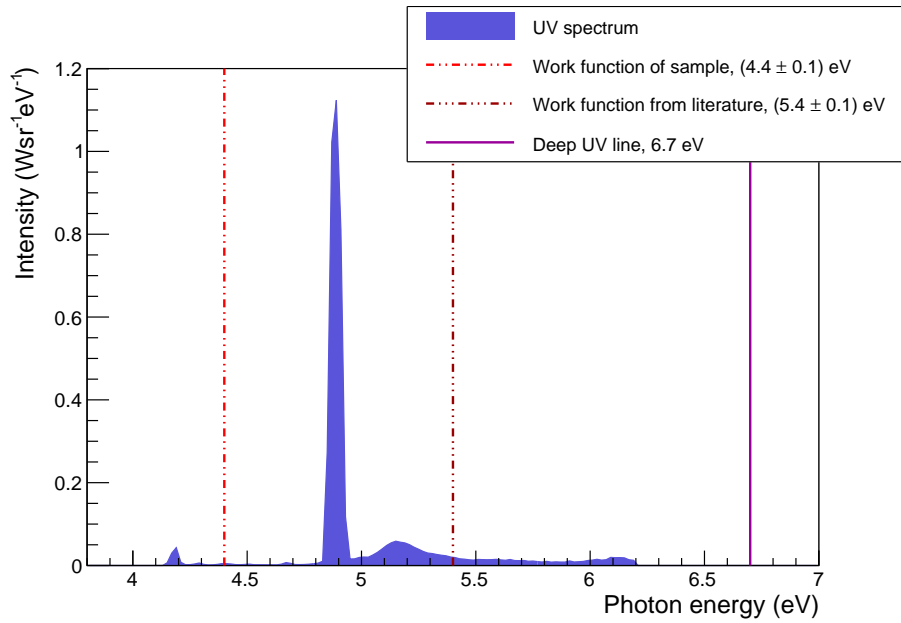 UV spectrum
Work function of sample, (4.4 ± 0.1) eV
Work function from literature, (5.4 ± 0.1) eV
Deep UV line, 6.7 eV
Intensity (Wsr⁻¹eV⁻¹)
1.2
1
0.8
0.6
0.4
0.2
0
4 4.5 5 5.5 6 6.5 7
Photon energy (eV)